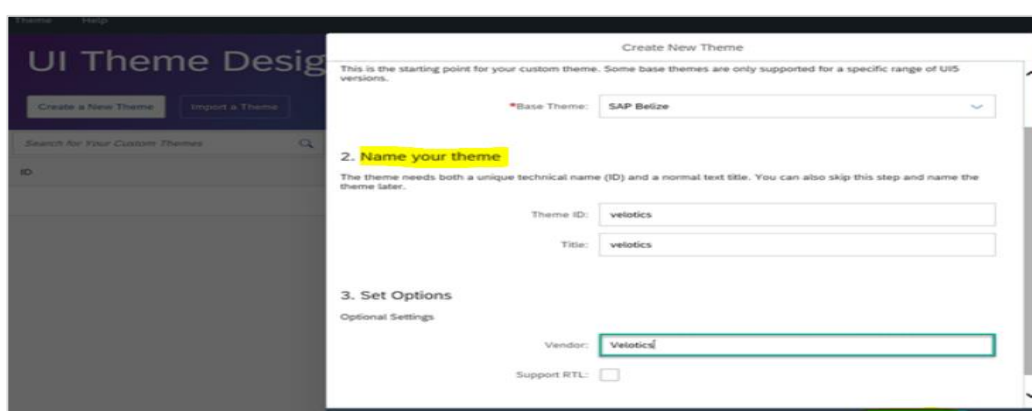 Theme Help
UI Theme Desig
Create a New Theme Import a Theme
Search for Your Custom Themes
ID
Create New Theme
This is the starting point for your custom theme. Some base themes are only supported for a specific range of UI5
versions.
*Base Theme: SAP Belize
2. Name your theme
The theme needs both a unique technical name (ID) and a normal text title. You can also skip this step and name the
theme later.
Theme ID: velotics
Title: velotics
3. Set Options
Optional Settings
Vendor: Velotics
Support RTL: